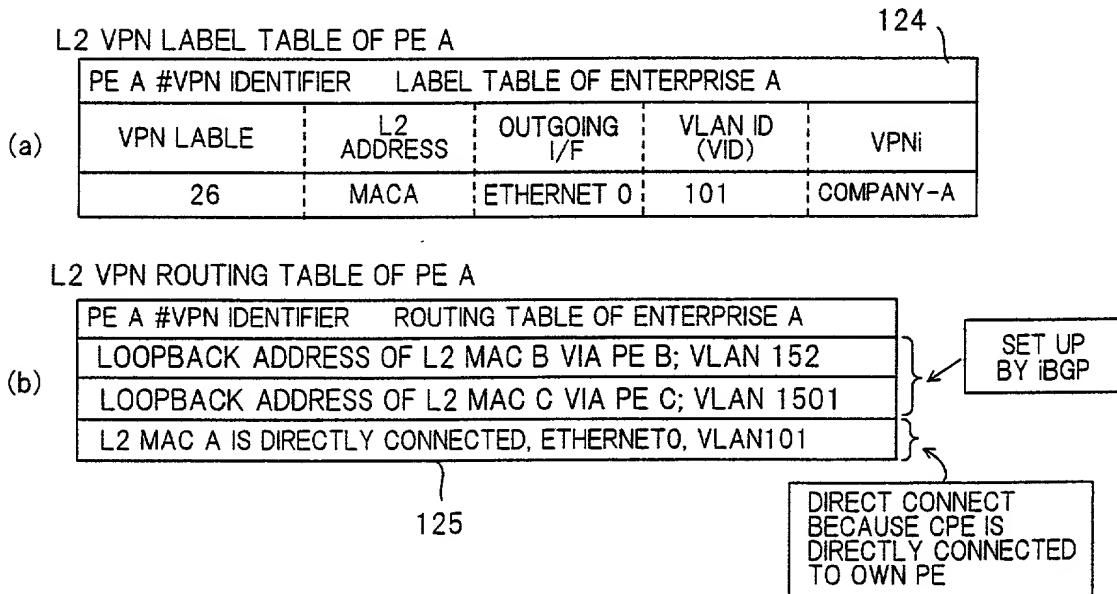 124
L2 VPN LABEL TABLE OF PE A
PE A #VPN IDENTIFIER LABEL TABLE OF ENTERPRISE A
(a)
VPN LABLE
L2 ADDRESS
OUTGOING I/F
VLAN ID (VID)
VPNi
26 MACA ETHERNET 0 101 COMPANY-A
L2 VPN ROUTING TABLE OF PE A
PE A #VPN IDENTIFIER ROUTING TABLE OF ENTERPRISE A
(b)
LOOPBACK ADDRESS OF L2 MAC B VIA PE B; VLAN 152
LOOPBACK ADDRESS OF L2 MAC C VIA PE C; VLAN 1501
L2 MAC A IS DIRECTLY CONNECTED, ETHERNET0, VLAN101
SET UP
BY iBGP
125
DIRECT CONNECT
BECAUSE CPE IS
DIRECTLY CONNECTED
TO OWN PE